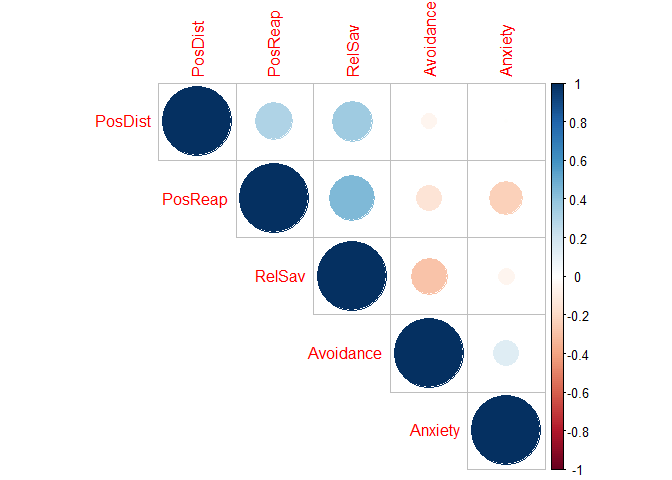 PosDist
PosReap
RelSav
Avoidance
Anxiety
PosDist
PosReap
RelSav
Avoidance
Anxiety
1
0.8
0.6
0.4
0.2
0
-0.2
-0.4
-0.6
-0.8
-1